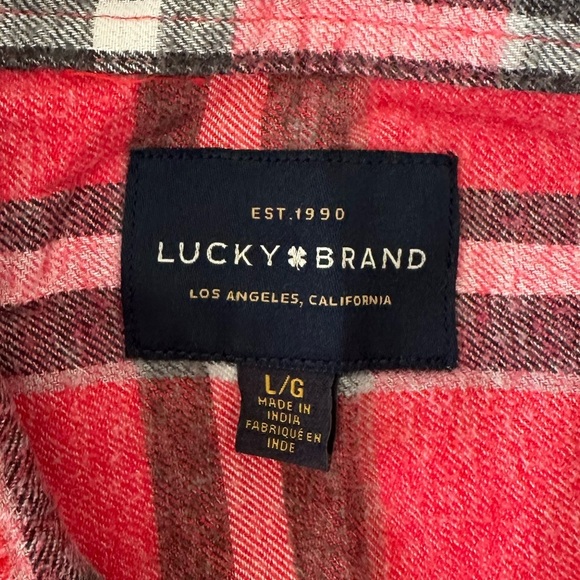 EST.1990
LUCKY BRAND
LOS ANGELES, CALIFORNIA
L/G
MADE IN
INDIA
FABRIQUÉ EN
INDE